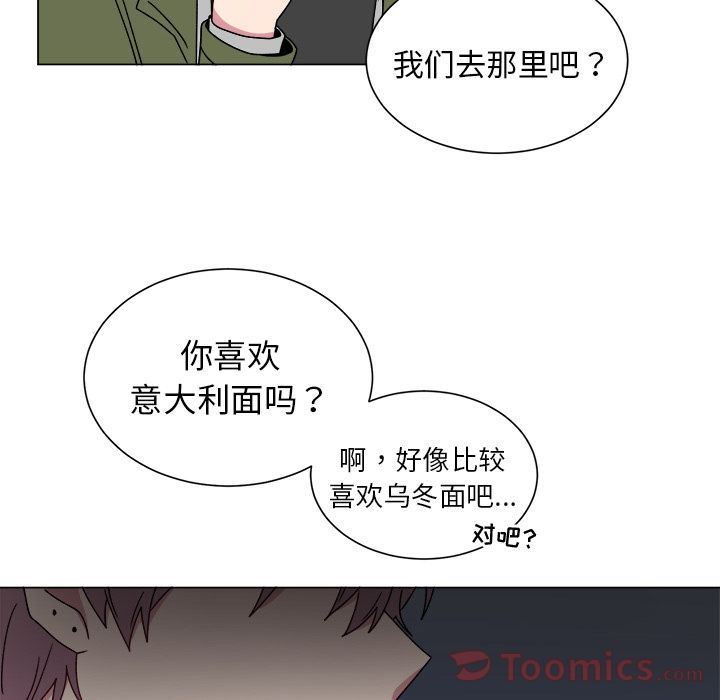 我们去那里吧？
你喜欢
意大利面吗？
啊，好像比较
喜欢乌冬面吧...
对吧?
Toomics.com